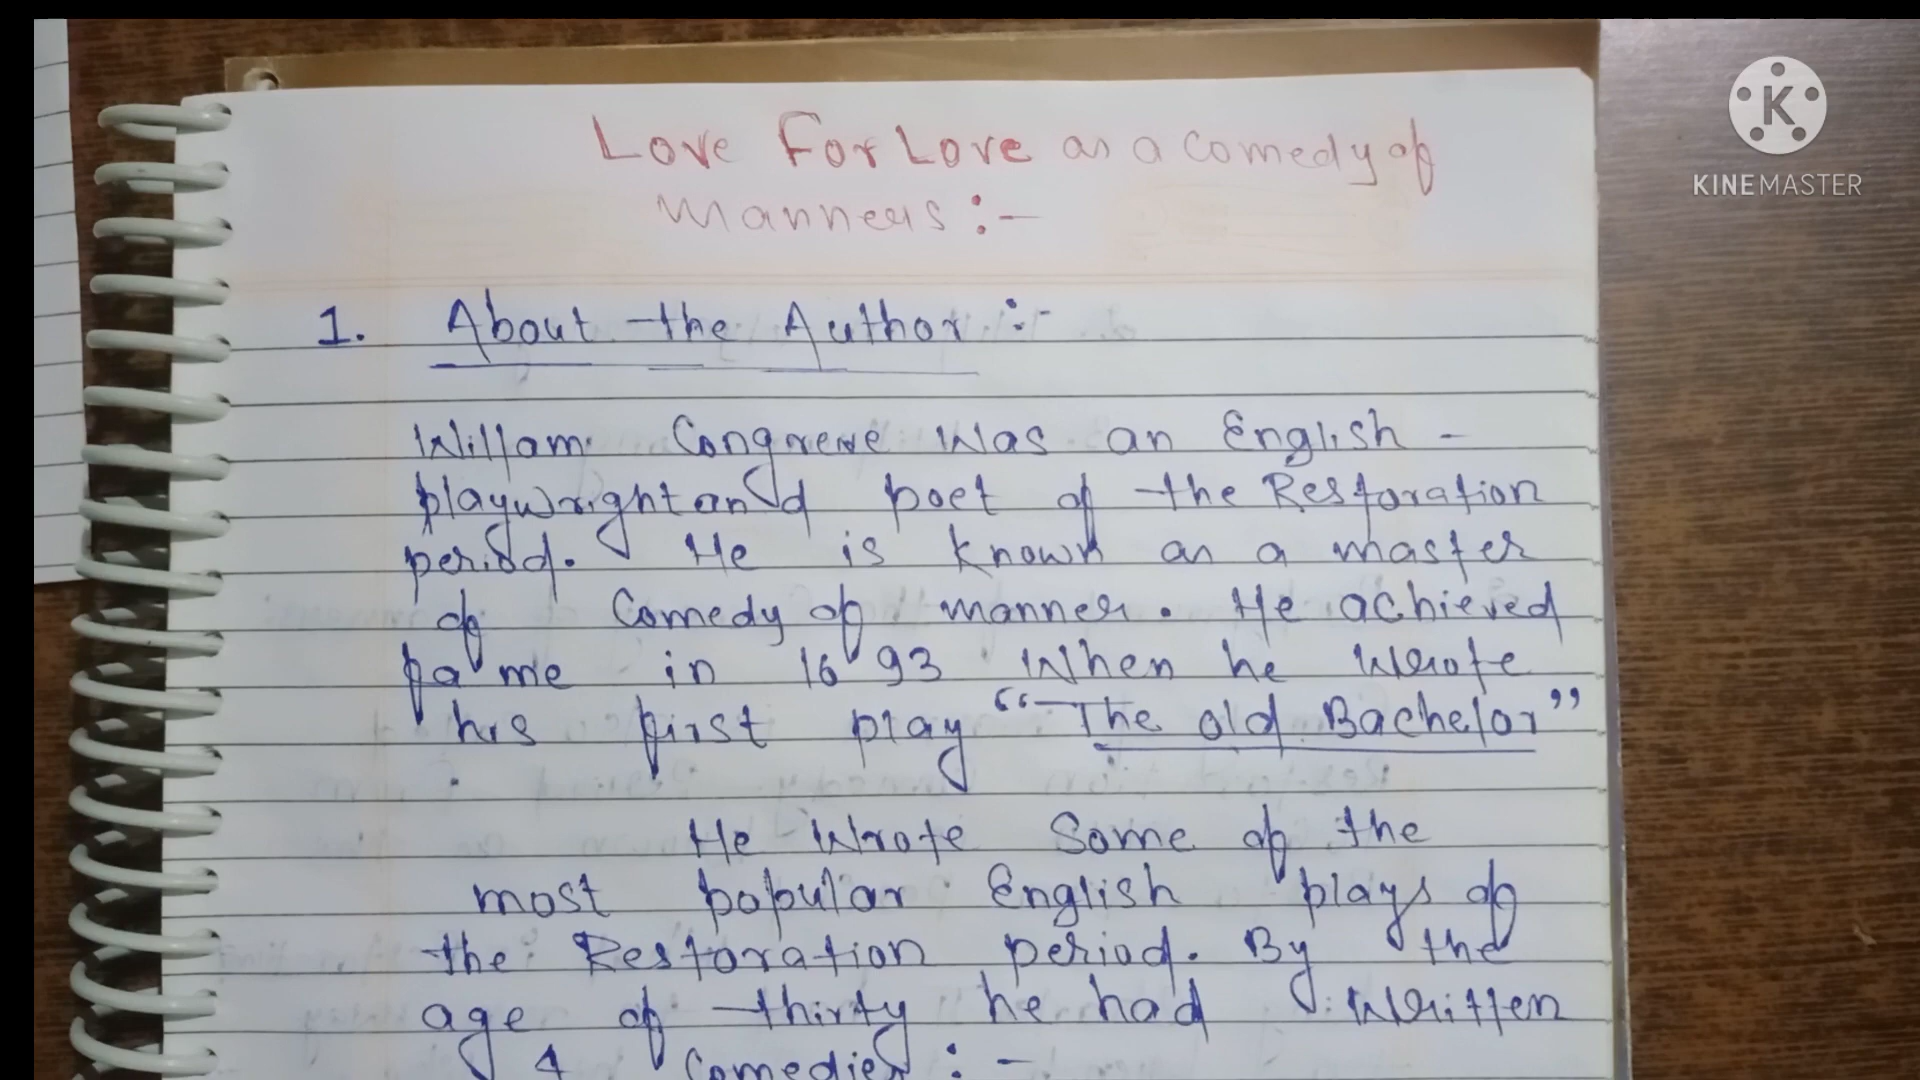 Love For Love as a Comedy of
Manners :-
1. About the Author :-
William Congreve was an English -
playwright and poet of the Restoration
period. He is known as a master
of Comedy of manner. He achieved
fame in 1693 When he wrote
his first play "The old Bachelor"
He wrote Some of the
most popular English plays of
the Restoration period. By the
age of thirty he had written
4 Comedies :-
K
KINEMASTER